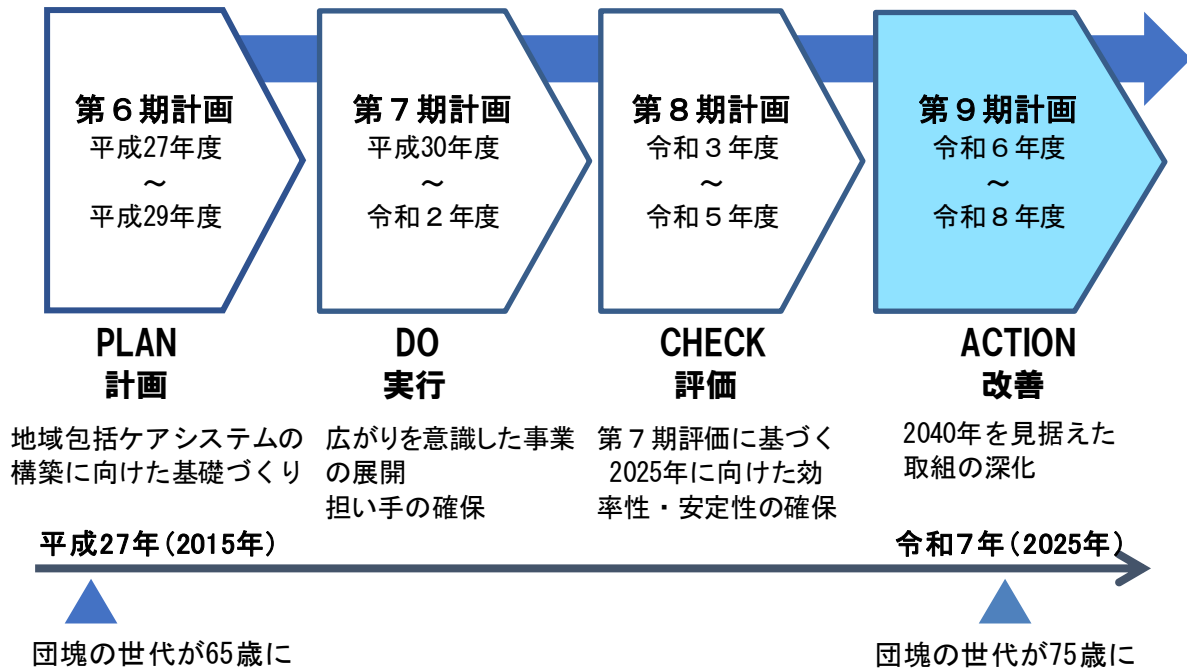 第６期計画
平成27年度
～
平成29年度
第７期計画
平成30年度
～
令和２年度
第８期計画
令和３年度
～
令和５年度
第９期計画
令和６年度
～
令和８年度
PLAN
計画
地域包括ケアシステムの
構築に向けた基礎づくり
DO
実行
広がりを意識した事業
の展開
担い手の確保
CHECK
評価
第７期評価に基づく
2025年に向けた効
率性・安定性の確保
ACTION
改善
2040年を見据えた
取組の深化
平成27年(2015年)
令和7年(2025年)
団塊の世代が65歳に
団塊の世代が75歳に